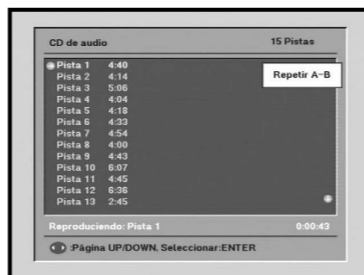 CD de audio 15 Pistas
Repetir A-B
Pista 1 4:40
Pista 2 4:14
Pista 3 5:06
Pista 4 4:04
Pista 5 4:18
Pista 6 4:33
Pista 7 4:54
Pista 8 4:00
Pista 9 4:43
Pista 10 6:07
Pista 11 4:45
Pista 12 6:36
Pista 13 2:45
Reproduciendo: Pista 1 0:00:43
:Página UP/DOWN, Seleccionar:ENTER